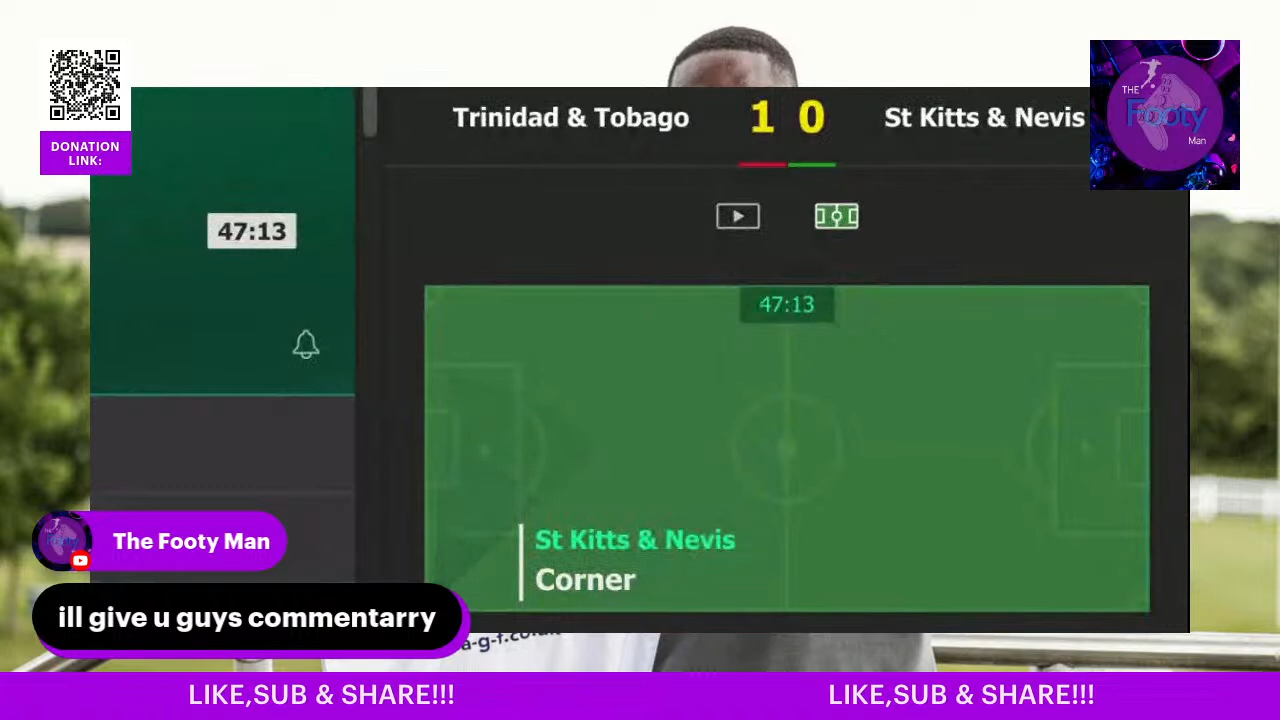 DONATION
LINK:
Trinidad & Tobago 1 0 St Kitts & Nevis
THE
Footy
Man
47:13
47:13
St Kitts & Nevis
Corner
The Footy Man
ill give u guys commentarry
LIKE,SUB & SHARE!!! LIKE,SUB & SHARE!!!